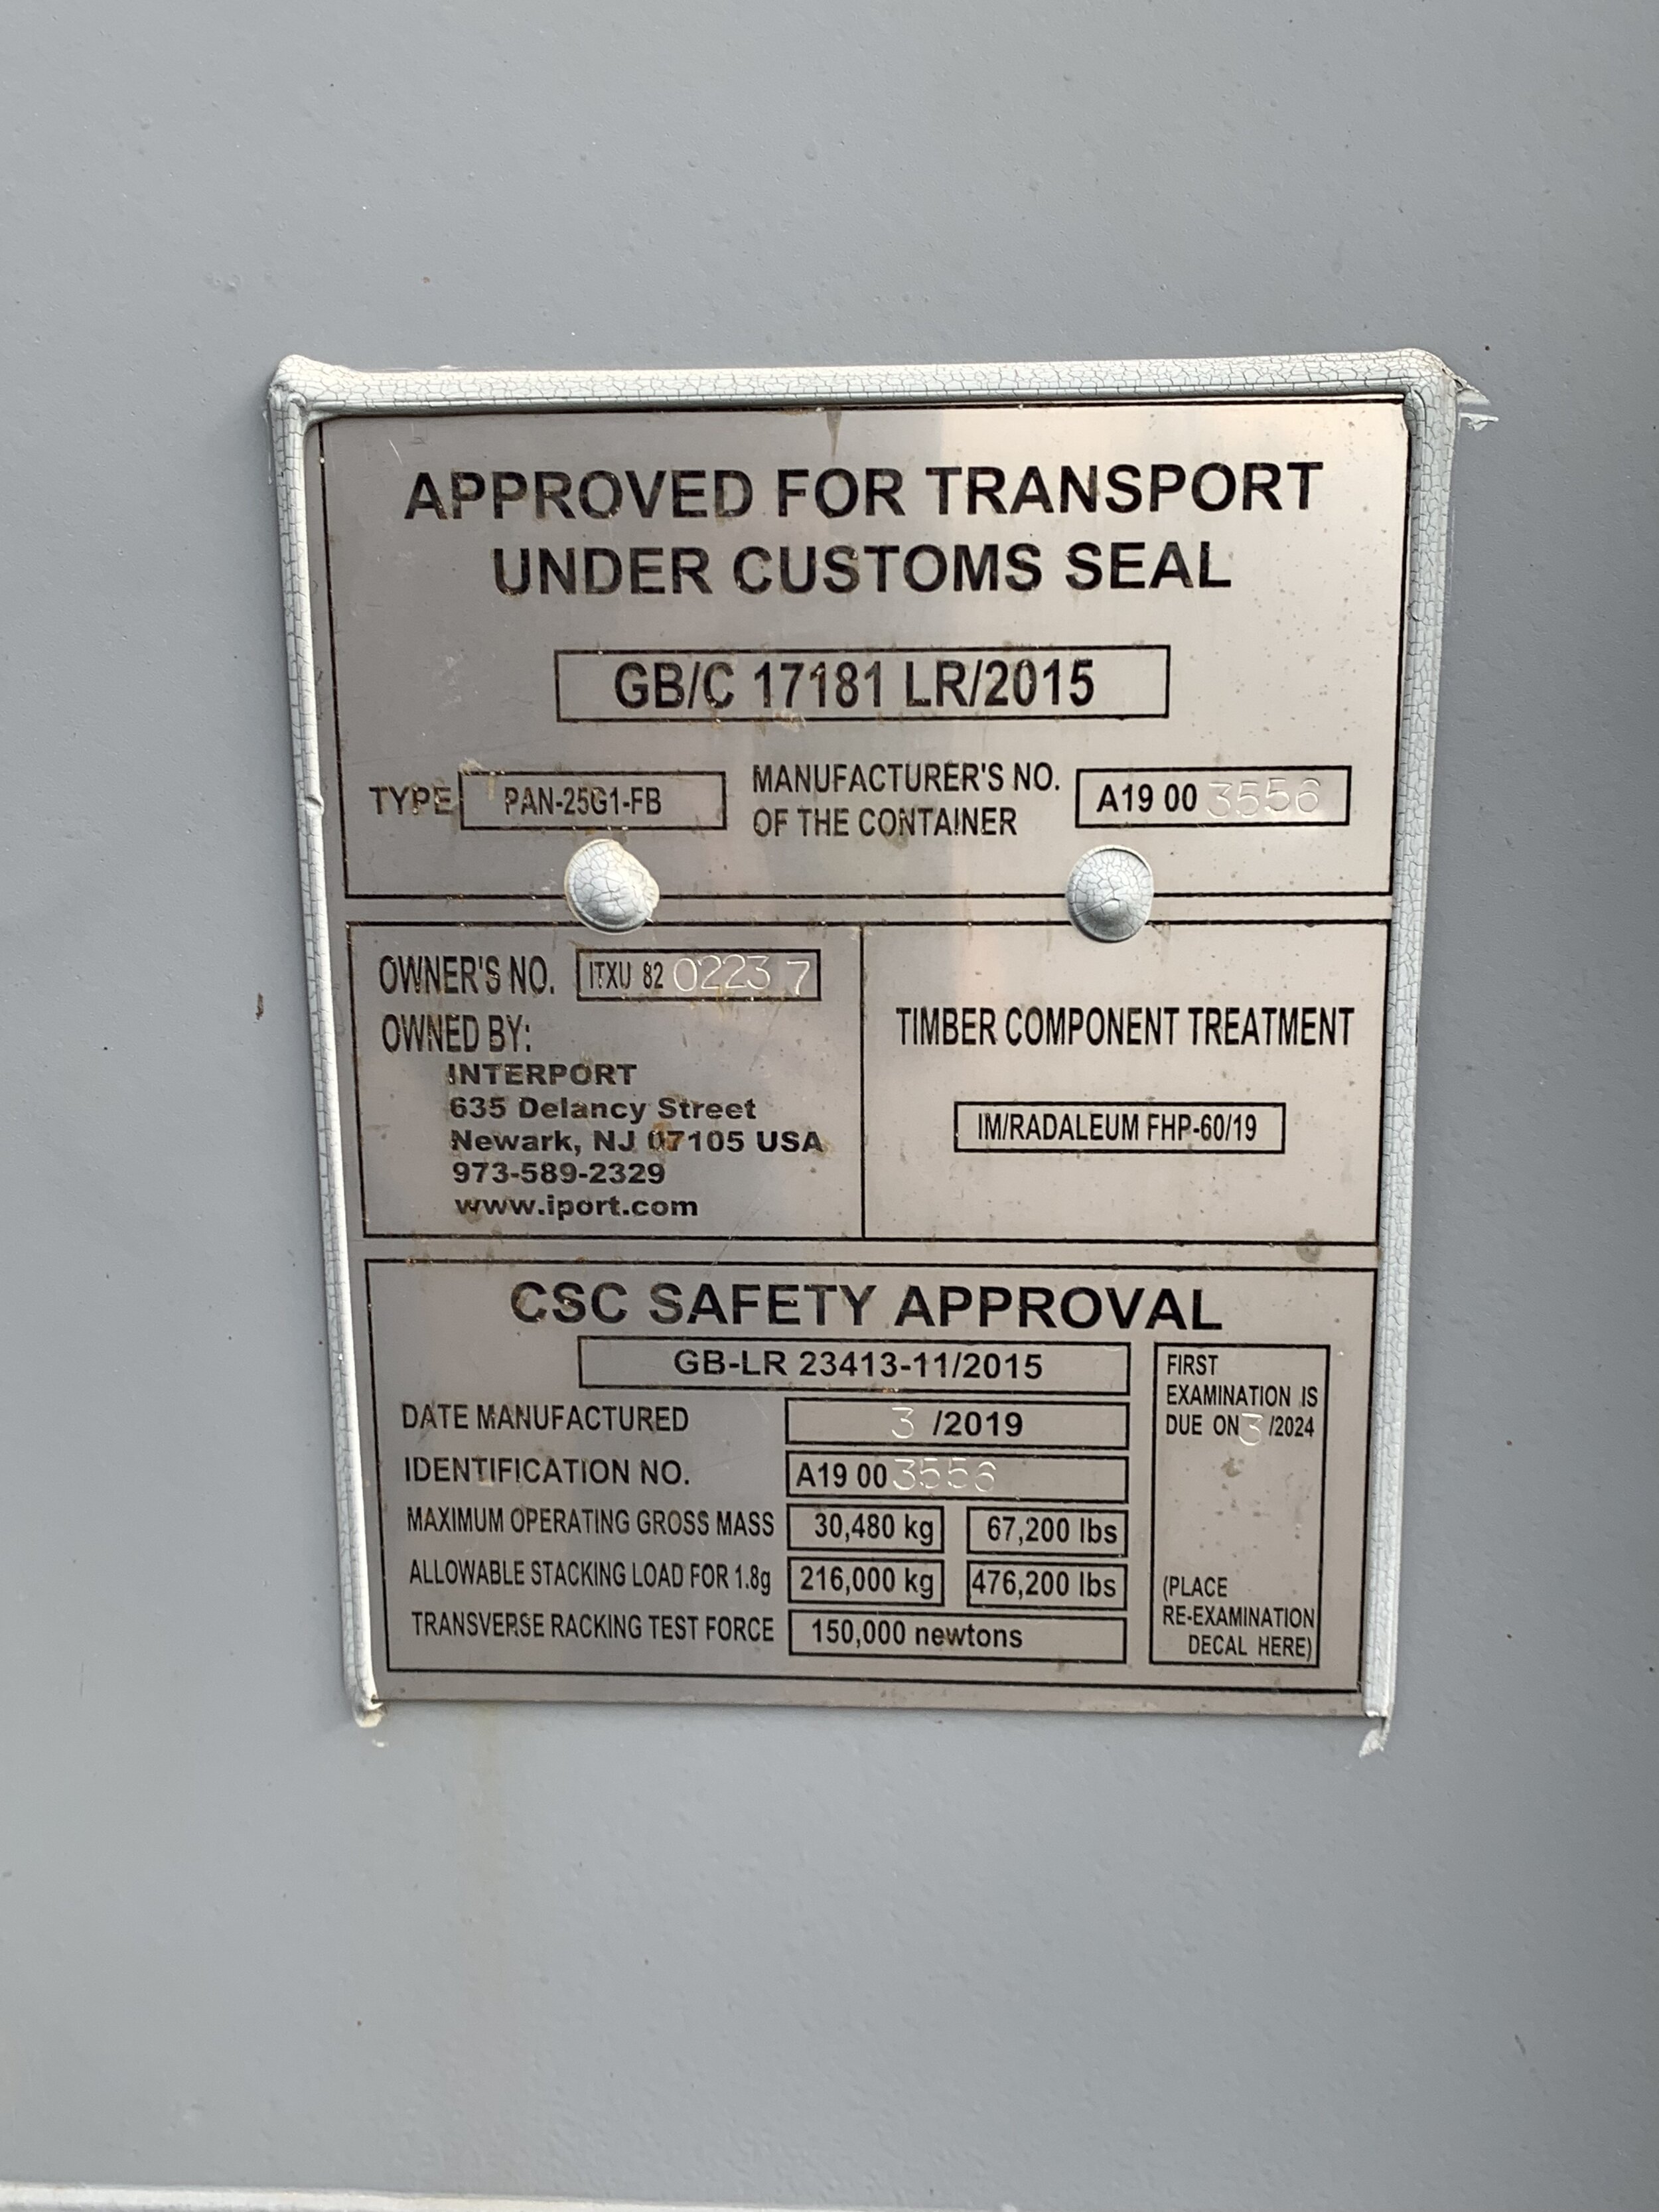 APPROVED FOR TRANSPORT
UNDER CUSTOMS SEAL
GB/C 17181 LR/2015
TYPE PAN-25G1-FB
MANUFACTURER'S NO.
OF THE CONTAINER
A19 00 3556
OWNER'S NO. ITXU 82 0223 7
OWNED BY:
INTERPORT
635 Delancy Street
Newark, NJ 07105 USA
973-589-2329
www.iport.com
TIMBER COMPONENT TREATMENT
IM/RADALEUM FHP-60/19
CSC SAFETY APPROVAL
GB-LR 23413-11/2015
DATE MANUFACTURED 3 /2019
IDENTIFICATION NO. A19 00 3556
MAXIMUM OPERATING GROSS MASS 30,480 kg 67,200 lbs
ALLOWABLE STACKING LOAD FOR 1.8g 216,000 kg 476,200 lbs
TRANSVERSE RACKING TEST FORCE 150,000 newtons
FIRST
EXAMINATION IS
DUE ON 3 /2024
(PLACE
RE-EXAMINATION
DECAL HERE)